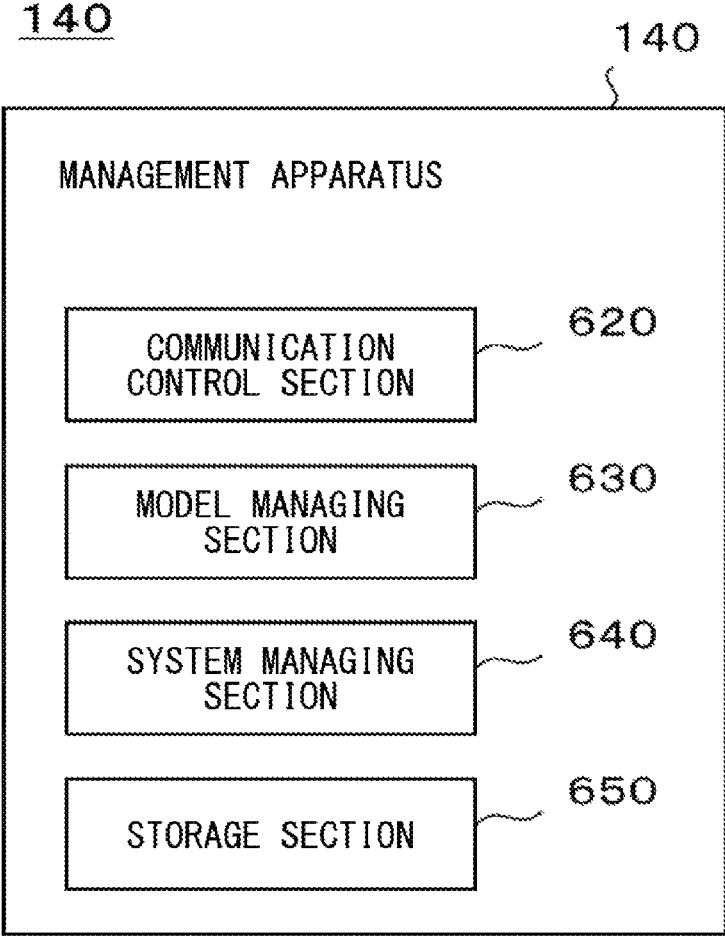 140
140
MANAGEMENT APPARATUS
COMMUNICATION
CONTROL SECTION
620
MODEL MANAGING
SECTION
630
SYSTEM MANAGING
SECTION
640
STORAGE SECTION
650